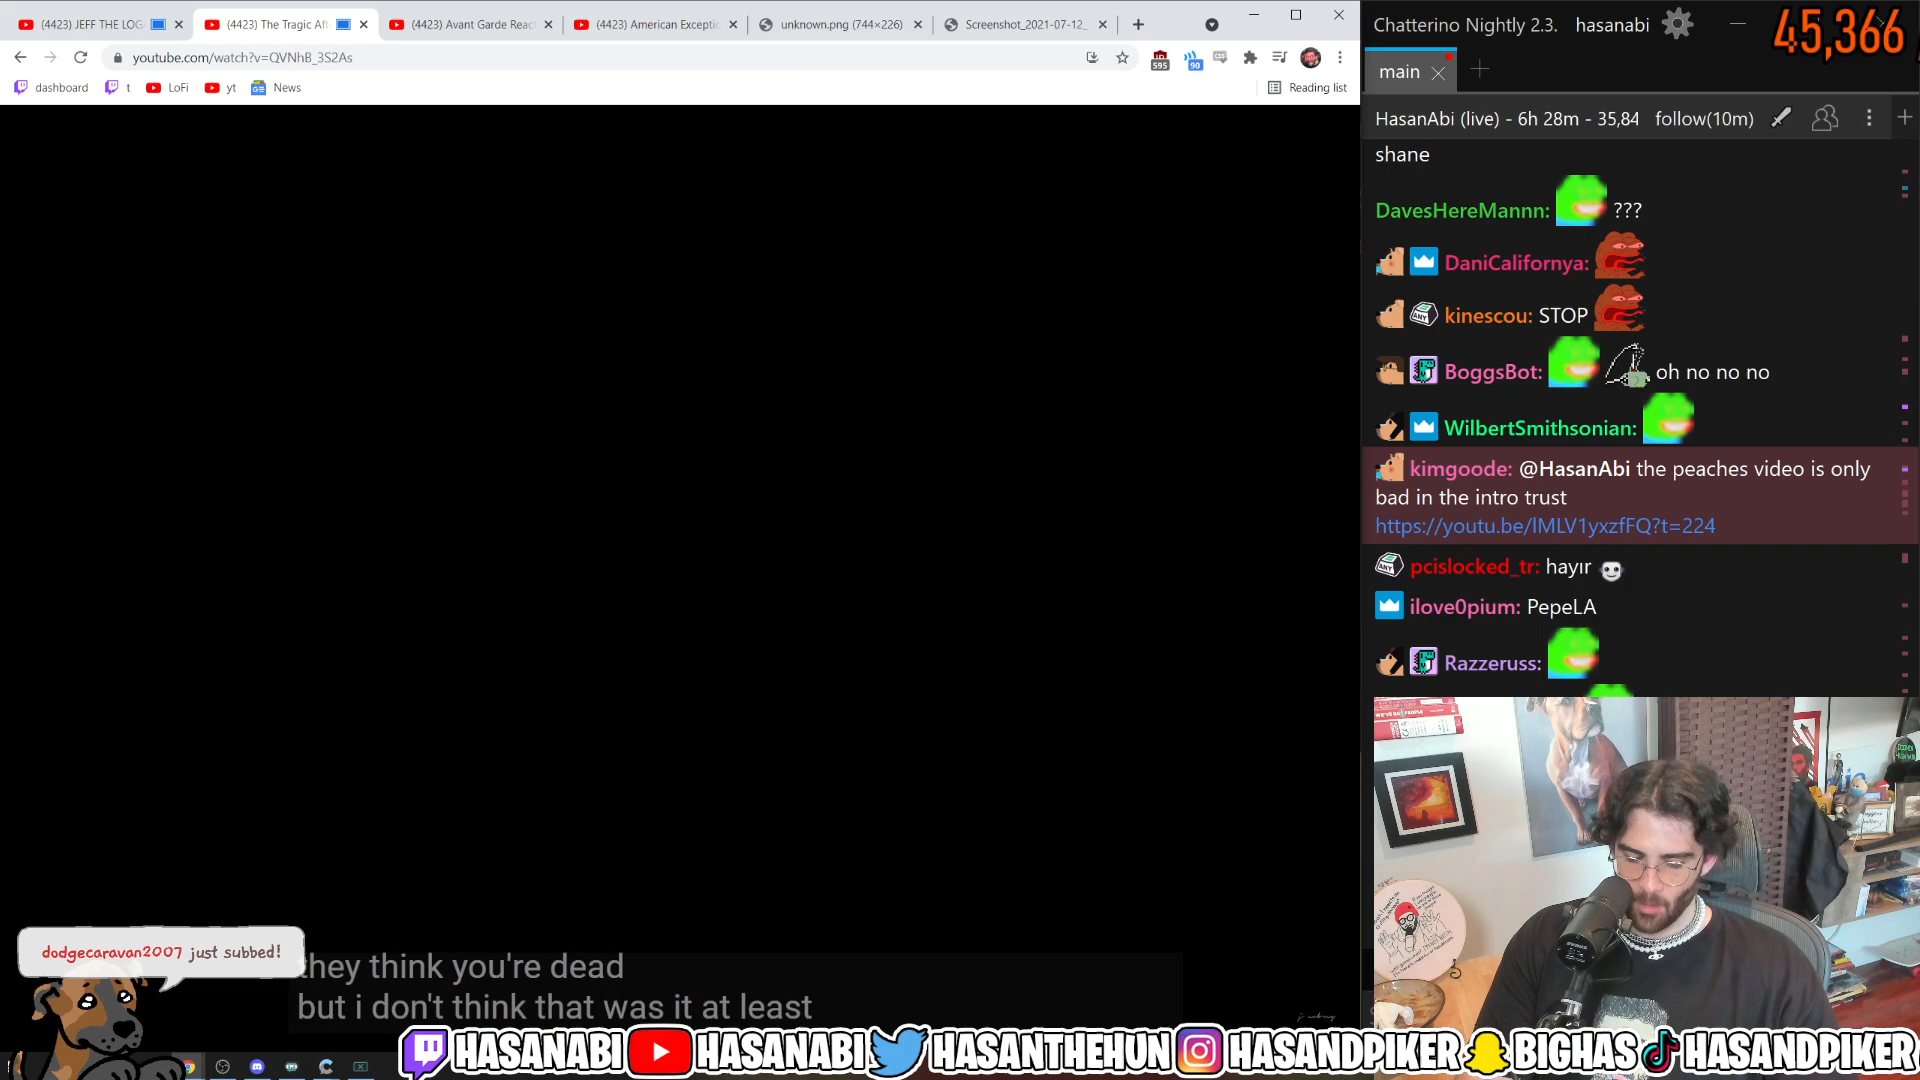 (4423) JEFF THE LOG
(4423) The Tragic Aft
(4423) Avant Garde Reac
(4423) American Exceptic
unknown.png (744×226)
Screenshot_2021-07-12_
youtube.com/watch?v=QVNhB_3S2As
595
90
dashboard
t
LoFi
yt
News
Reading list
Chatterino Nightly 2.3.
hasanabi
45,366
main
HasanAbi (live) - 6h 28m - 35,84
follow(10m)
shane
DavesHereMannn: ???
DaniCalifornya:
kinescou: STOP
BoggsBot: oh no no no
WilbertSmithsonian:
kimgoode: @HasanAbi the peaches video is only
bad in the intro trust
https://youtu.be/lMLV1yxzfFQ?t=224
pcislocked_tr: hayır
ilove0pium: PepeLA
Razzeruss:
dodgecaravan2007 just subbed!
they think you're dead
but i don't think that was it at least
HASANABI
HASANABI
HASANTHEHUN
HASANDPIKER
BIGHAS
HASANDPIKER